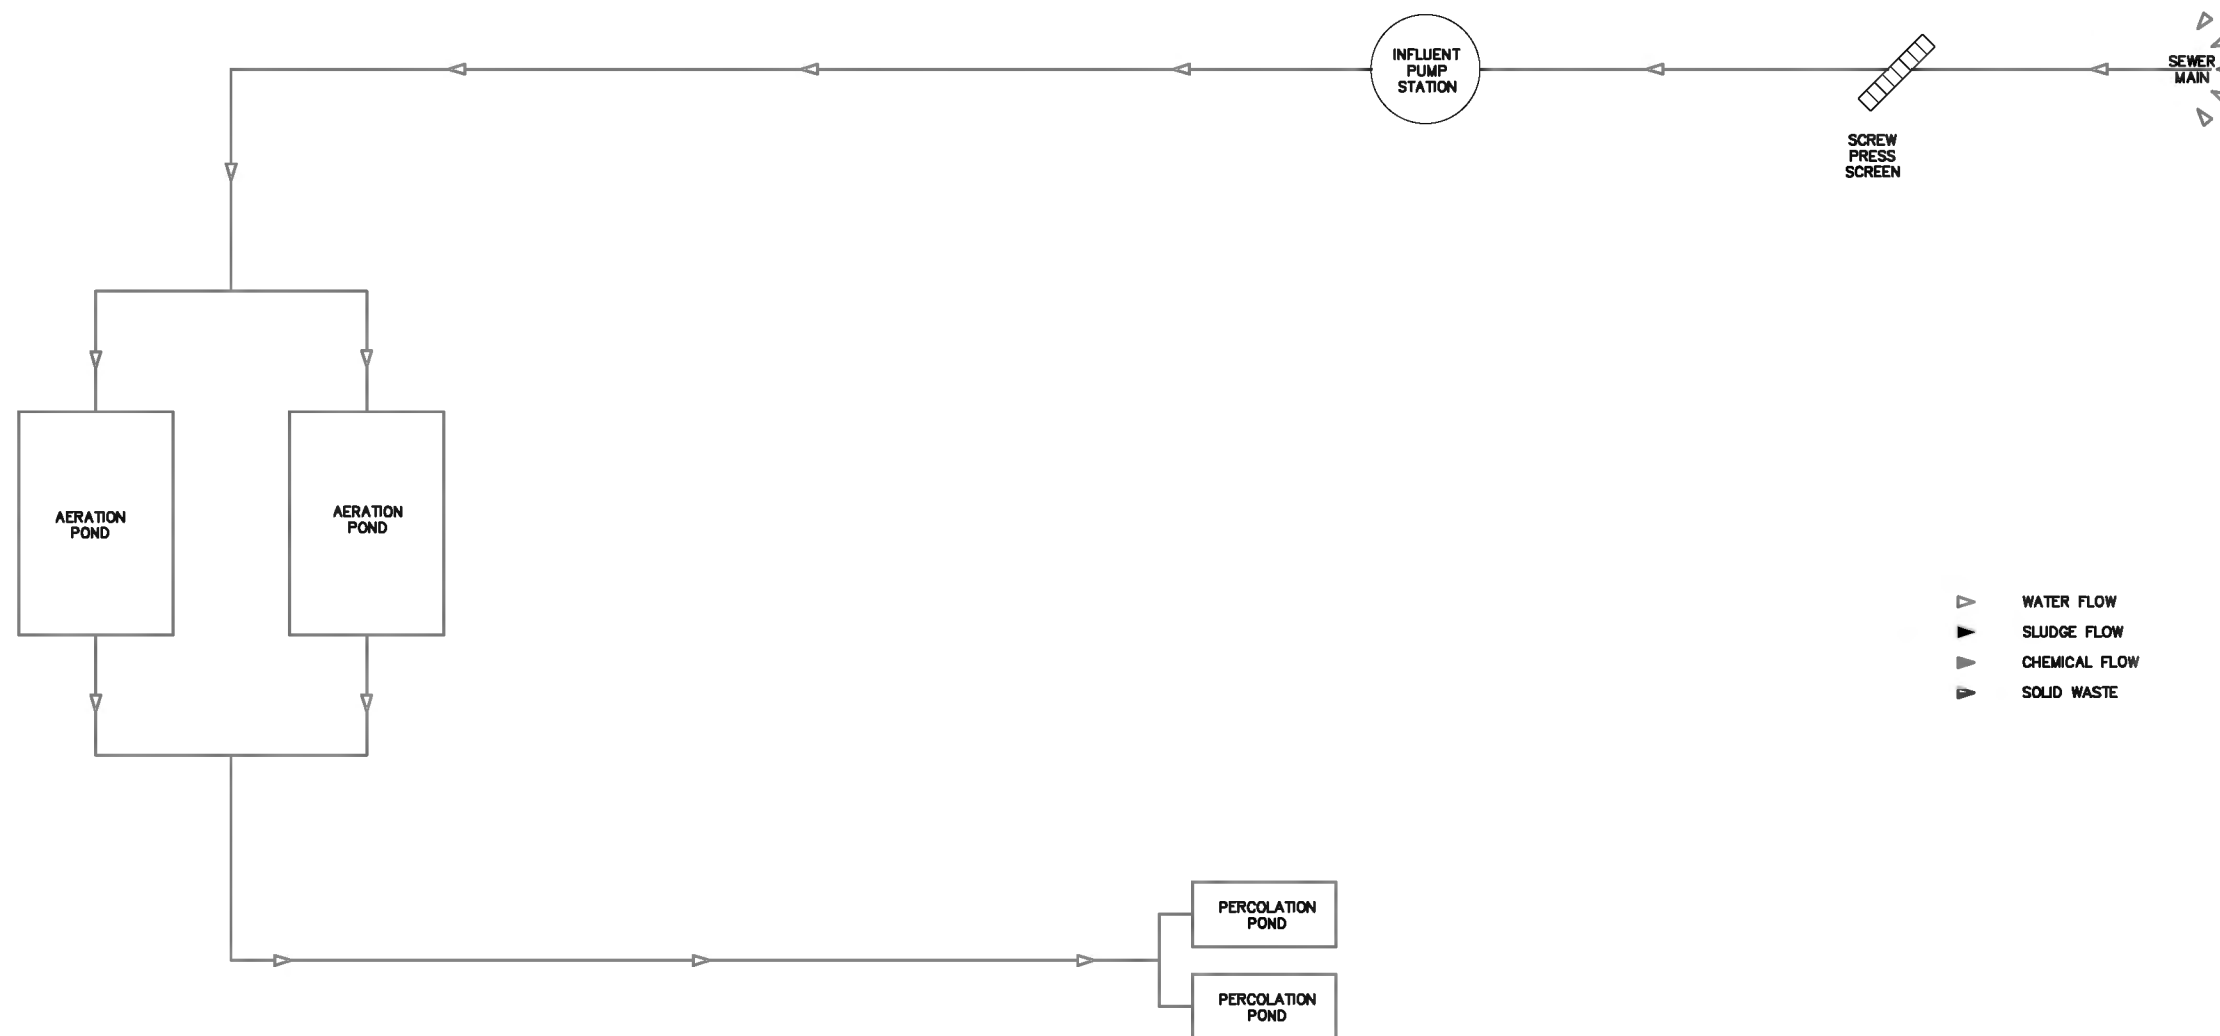 INFLUENT
PUMP
STATION
SEWER
MAIN
SCREW
PRESS
SCREEN
AERATION
POND
AERATION
POND
WATER FLOW
SLUDGE FLOW
CHEMICAL FLOW
SOLID WASTE
PERCOLATION
POND
PERCOLATION
POND